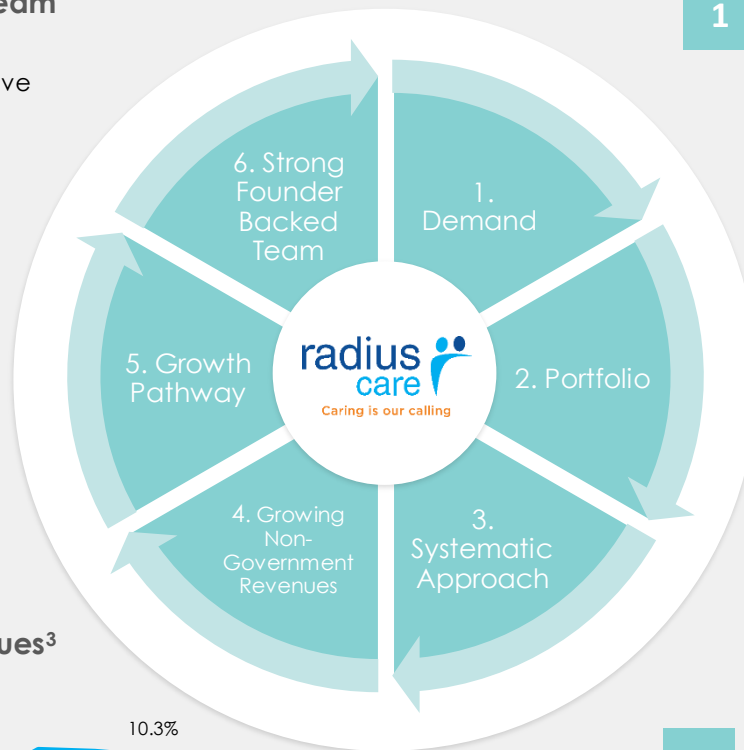 eam
1
ve
6. Strong
Founder
Backed
Team
1.
Demand
radius
care
Caring is our calling
2. Portfolio
3.
Systematic
Approach
4. Growing
Non-
Government
Revenues
5. Growth
Pathway
ues³
10.3%